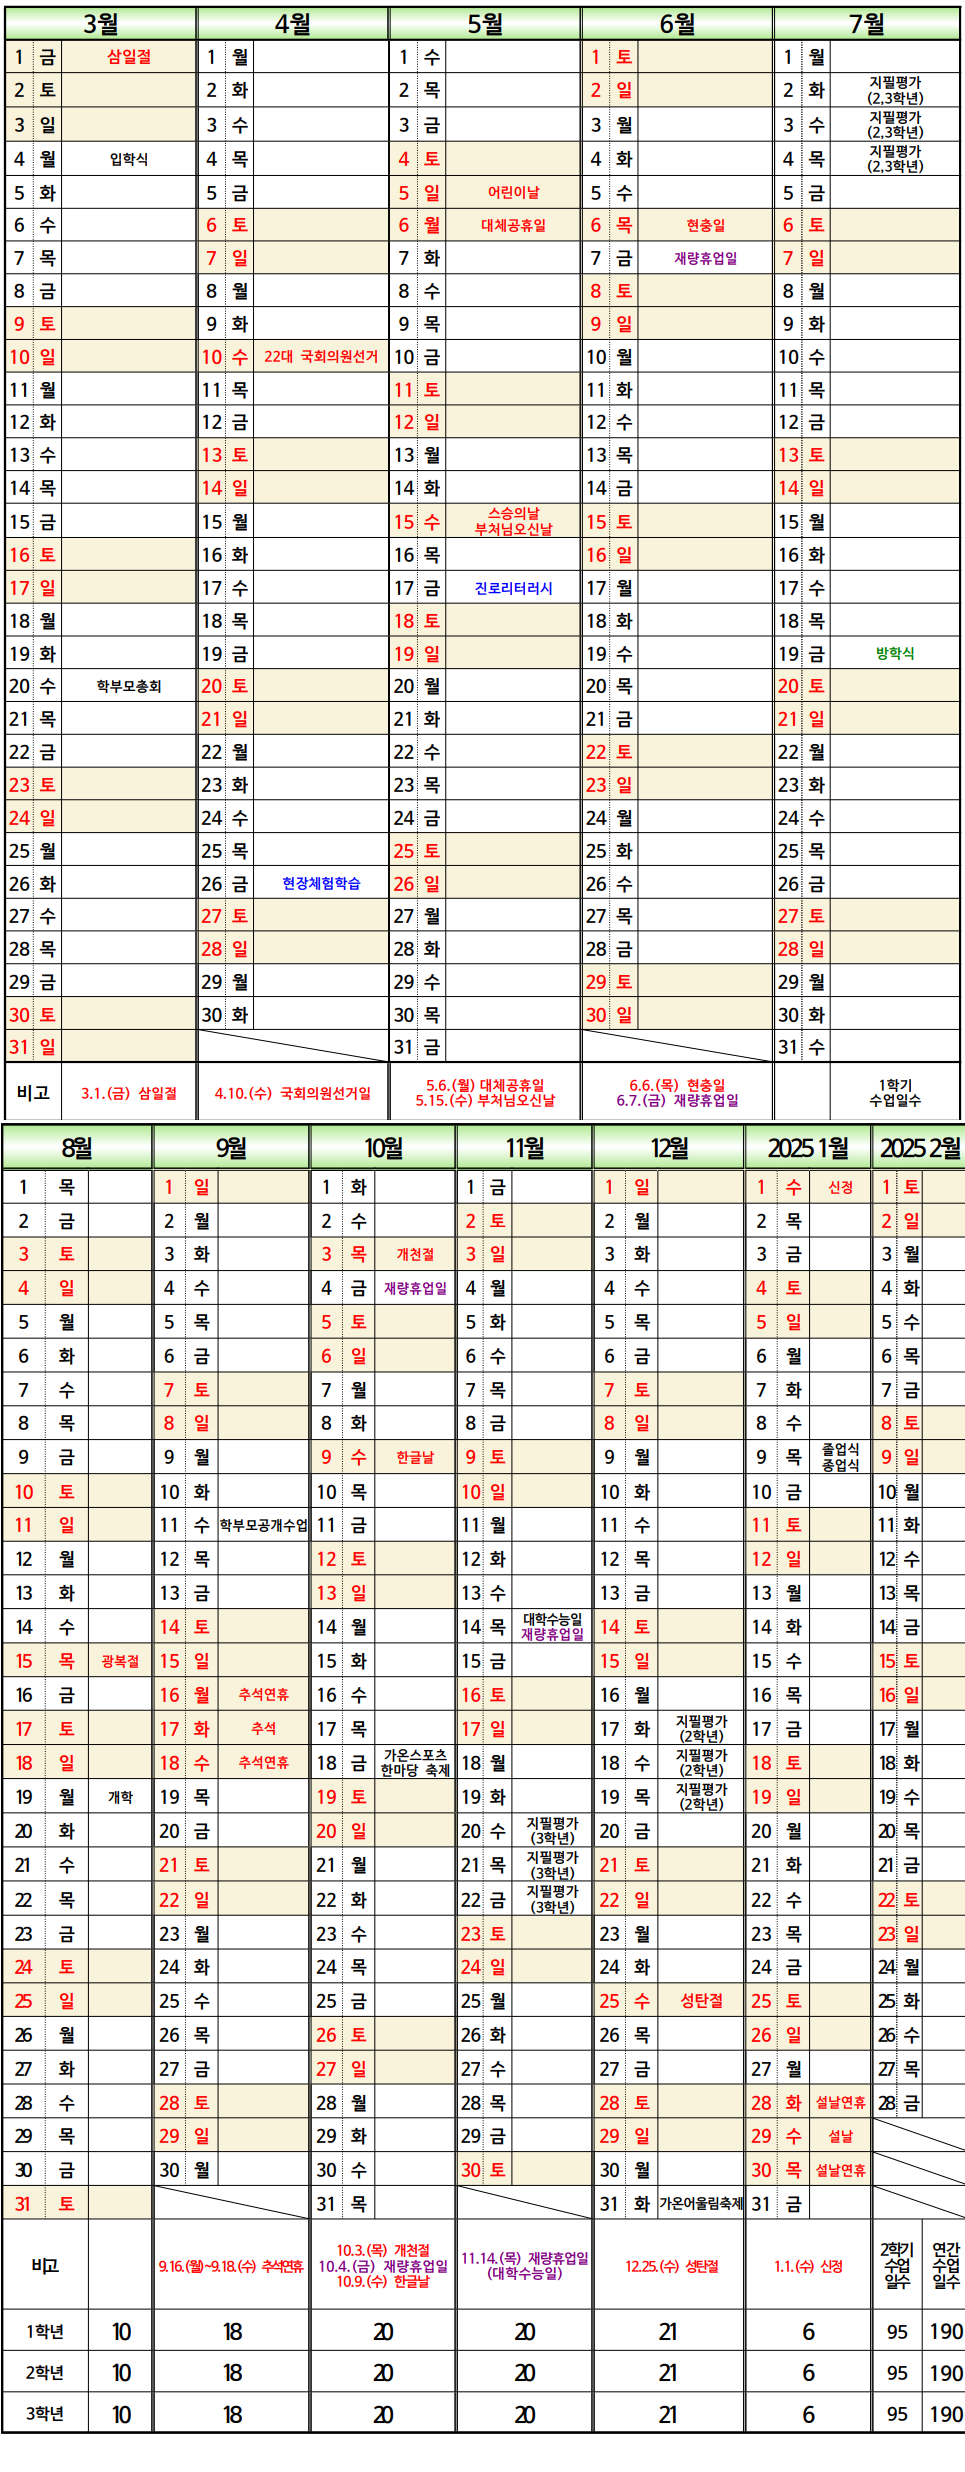 3월 4월 5월 6월 7월
1 금 삼일절 1 월 1 수 1 토 1 월
2 토 2 화 2 목 2 일 2 화 지필평가
(2,3학년)
3 일 3 수 3 금 3 월 3 수 지필평가
(2,3학년)
4 월 입학식 4 목 4 토 4 화 4 목 지필평가
(2,3학년)
5 화 5 금 5 일 어린이날 5 수 5 금
6 수 6 토 6 월 대체공휴일 6 목 현충일 6 토
7 목 7 일 7 화 7 금 재량휴업일 7 일
8 금 8 월 8 수 8 토 8 월
9 토 9 화 9 목 9 일 9 화
10 일 10 수 22대 국회의원선거 10 금 10 월 10 수
11 월 11 목 11 토 11 화 11 목
12 화 12 금 12 일 12 수 12 금
13 수 13 토 13 월 13 목 13 토
14 목 14 일 14 화 14 금 14 일
15 금 15 월 15 수 스승의날 15 토 15 월
부처님오신날
16 토 16 화 16 목 16 일 16 화
17 일 17 수 17 금 진로리터러시 17 월 17 수
18 월 18 목 18 토 18 화 18 목
19 화 19 금 19 일 19 수 19 금 방학식
20 수 학부모총회 20 토 20 월 20 목 20 토
21 목 21 일 21 화 21 금 21 일
22 금 22 월 22 수 22 토 22 월
23 토 23 화 23 목 23 일 23 화
24 일 24 수 24 금 24 월 24 수
25 월 25 목 25 토 25 화 25 목
26 화 26 금 현장체험학습 26 일 26 수 26 금
27 수 27 토 27 월 27 목 27 토
28 목 28 일 28 화 28 금 28 일
29 금 29 월 29 수 29 토 29 월
30 토 30 화 30 목 30 일 30 화
31 일 31 금 31 수
비고 3.1.(금) 삼일절 4.10.(수) 국회의원선거일 5.6.(월) 대체공휴일 6.6.(목) 현충일 1학기
5.15.(수) 부처님오신날 6.7.(금) 재량휴업일 수업일수
8월 9월 10월 11월 12월 2025 1월 2025 2월
1 목 1 일 1 화 1 금 1 일 1 수 신정 1 토
2 금 2 월 2 수 2 토 2 월 2 목 2 일
3 토 3 화 3 목 개천절 3 일 3 화 3 금 3 월
4 일 4 수 4 금 재량휴업일 4 월 4 수 4 토 4 화
5 월 5 목 5 토 5 화 5 목 5 일 5 수
6 화 6 금 6 일 6 수 6 금 6 월 6 목
7 수 7 토 7 월 7 목 7 토 7 화 7 금
8 목 8 일 8 화 8 금 8 일 8 수 8 토
9 금 9 월 9 수 한글날 9 토 9 월 9 목 졸업식 9 일
종업식
10 토 10 화 10 목 10 일 10 화 10 금 10 월
11 일 11 수 학부모공개수업 11 금 11 월 11 수 11 토 11 화
12 월 12 목 12 토 12 화 12 목 12 일 12 수
13 화 13 금 13 일 13 수 13 금 13 월 13 목
14 수 14 토 14 월 14 목 대학수능일 14 토 14 화 14 금
재량휴업일
15 목 광복절 15 일 15 화 15 금 15 일 15 수 15 토
16 금 16 월 추석연휴 16 수 16 토 16 월 16 목 16 일
17 토 17 화 추석 17 목 17 일 17 화 지필평가 17 금 17 월
(2학년)
18 일 18 수 추석연휴 18 금 가온스포츠 18 월 18 수 지필평가 18 토 18 화
한마당 축제 (2학년)
19 월 개학 19 목 19 토 19 화 19 목 지필평가 19 일 19 수
(2학년)
20 화 20 금 20 일 20 수 지필평가 20 금 20 월 20 목
(3학년)
21 수 21 토 21 월 21 목 지필평가 21 토 21 화 21 금
(3학년)
22 목 22 일 22 화 22 금 지필평가 22 일 22 수 22 토
(3학년)
23 금 23 월 23 수 23 토 23 월 23 목 23 일
24 토 24 화 24 목 24 일 24 화 24 금 24 월
25 일 25 수 25 금 25 월 25 수 성탄절 25 토 25 화
26 월 26 목 26 토 26 화 26 목 26 일 26 수
27 화 27 금 27 일 27 수 27 금 27 월 27 목
28 수 28 토 28 월 28 목 28 토 28 화 설날연휴 28 금
29 목 29 일 29 화 29 금 29 일 29 수 설날
30 금 30 월 30 수 30 토 30 월 30 목 설날연휴
31 토 31 목 31 화 가온어울림축제 31 금
비고 9.16.(월)~9.18.(수) 추석연휴 10.3.(목) 개천절 11.14.(목) 재량휴업일 12.25.(수) 성탄절 1.1.(수) 신정 2학기 연간
10.4.(금) 재량휴업일 (대학수능일) 수업 수업
10.9.(수) 한글날 일수 일수
1학년 10 18 20 20 21 6 95 190
2학년 10 18 20 20 21 6 95 190
3학년 10 18 20 20 21 6 95 190